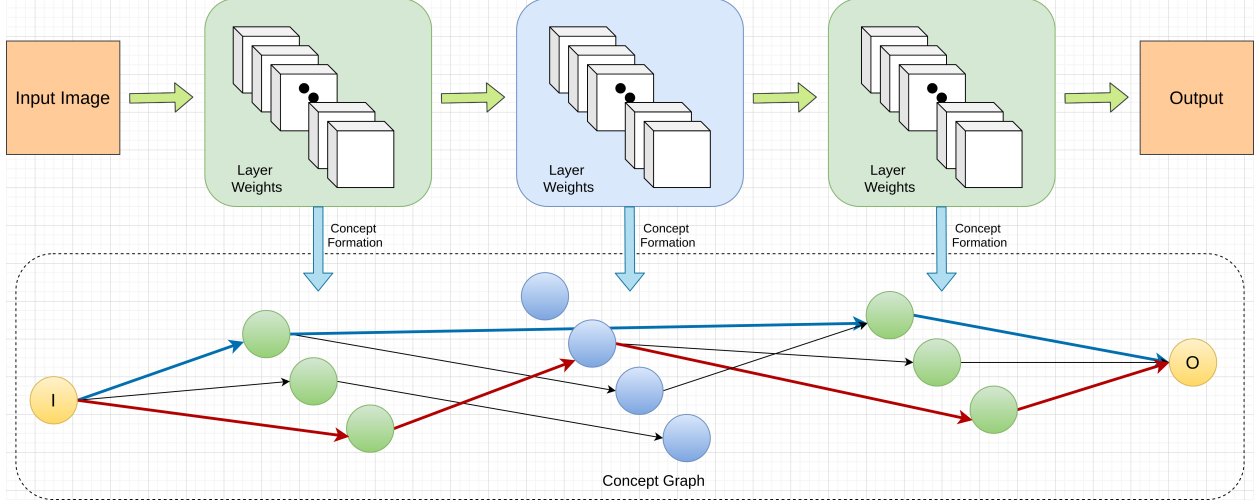 Input Image
Layer
Weights
Layer
Weights
Layer
Weights
Output
Concept
Formation
Concept
Formation
Concept
Formation
I
O
Concept Graph